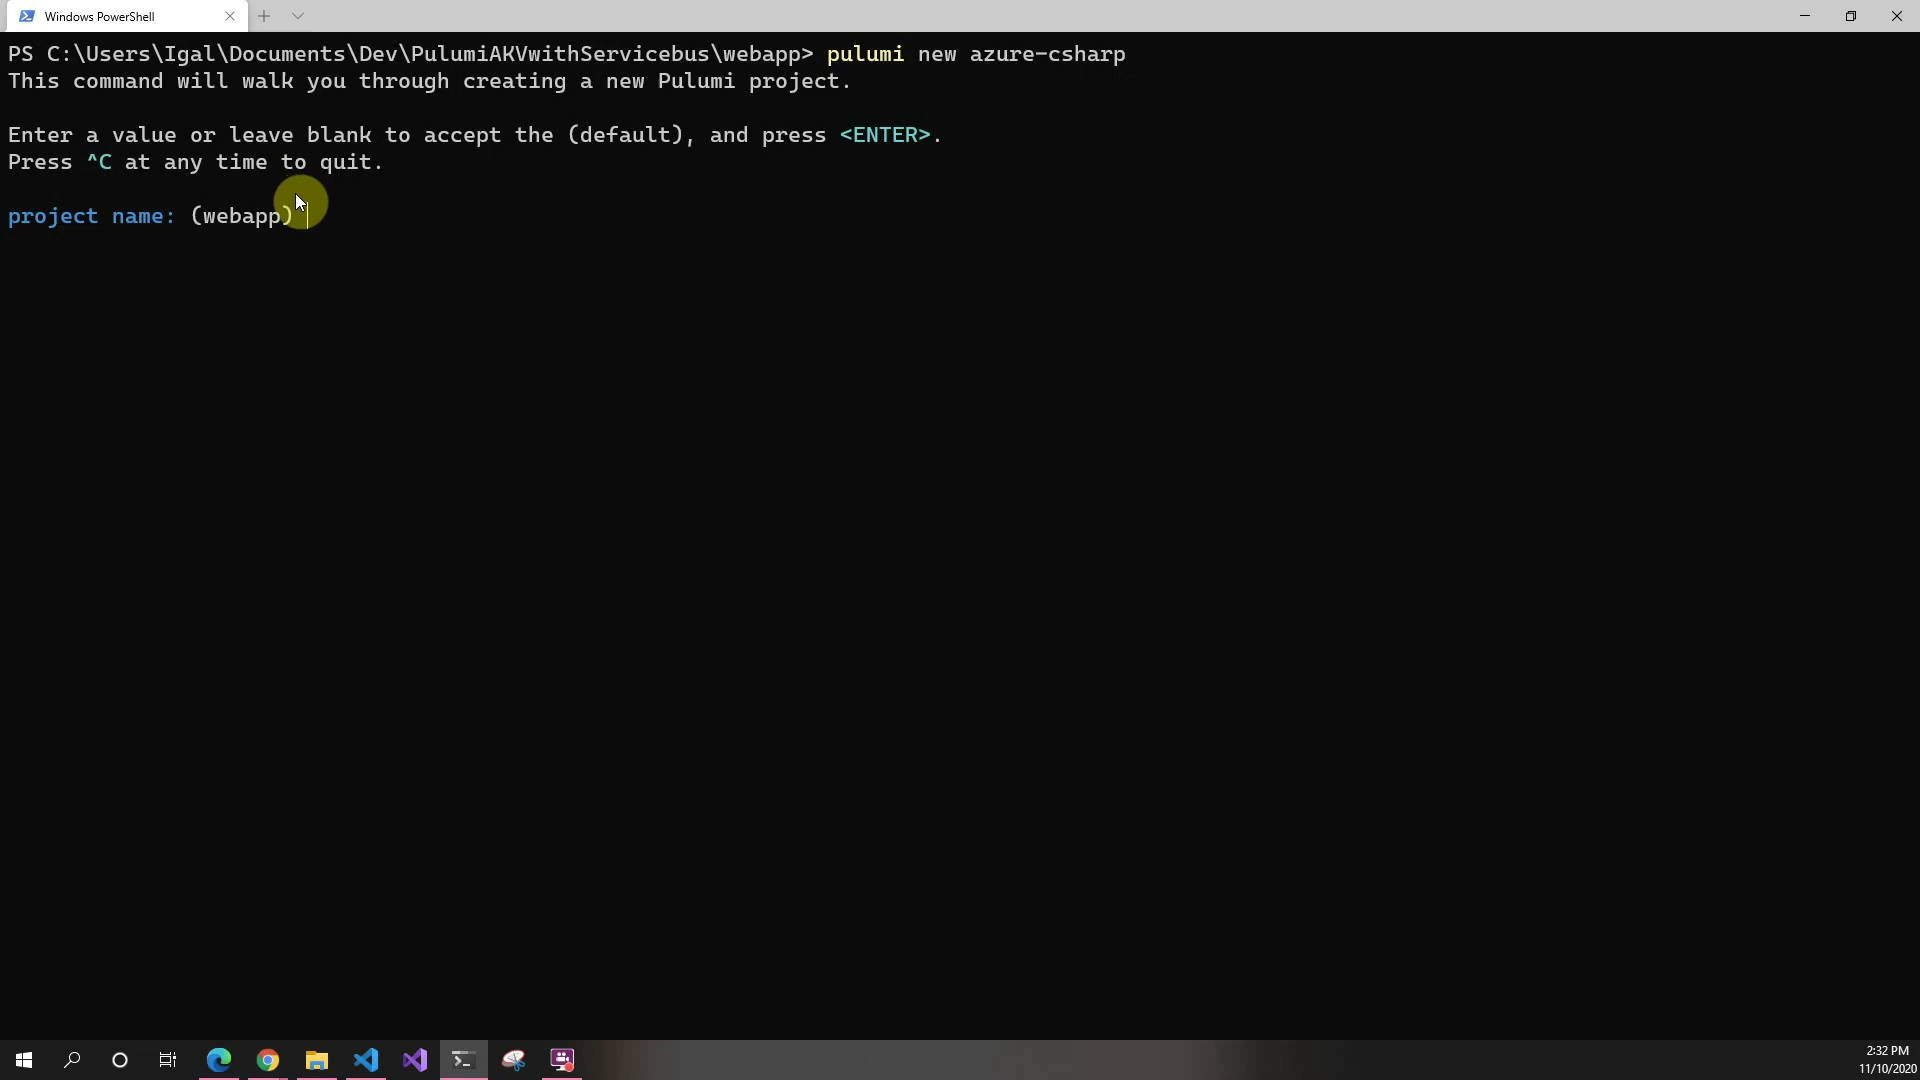 Windows PowerShell
PS C:\Users\Igal\Documents\Dev\PulumiAKVwithServicebus\webapp> pulumi new azure-csharp
This command will walk you through creating a new Pulumi project.
Enter a value or leave blank to accept the (default), and press <ENTER>.
Press ^C at any time to quit.
project name: (webapp)
2:32 PM
11/10/2020